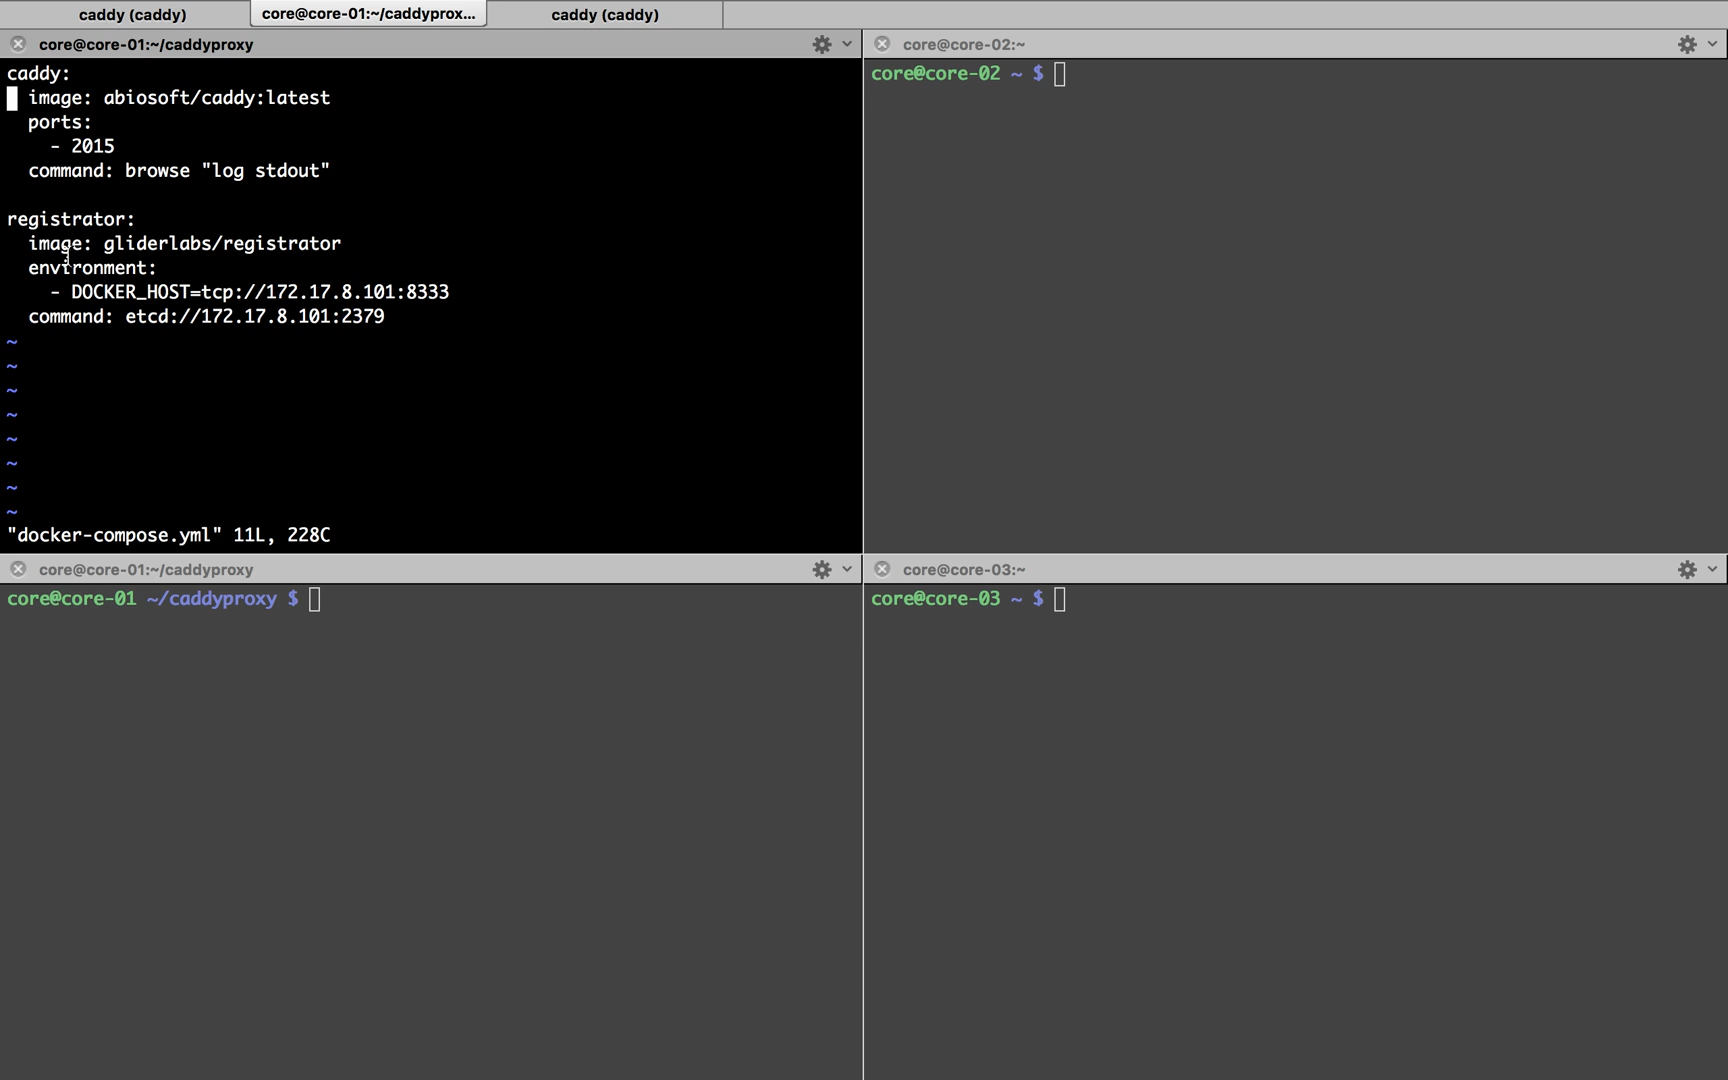 caddy (caddy)
core@core-01:~/caddyprox...
caddy (caddy)
core@core-01:~/caddyproxy
caddy:
  image: abiosoft/caddy:latest
  ports:
    - 2015
  command: browse "log stdout"

registrator:
  image: gliderlabs/registrator
  environment:
    - DOCKER_HOST=tcp://172.17.8.101:8333
  command: etcd://172.17.8.101:2379
~
~
~
~
~
~
~
~
"docker-compose.yml" 11L, 228C
core@core-02:~
core@core-02 ~ $
core@core-01:~/caddyproxy
core@core-01 ~/caddyproxy $
core@core-03:~
core@core-03 ~ $